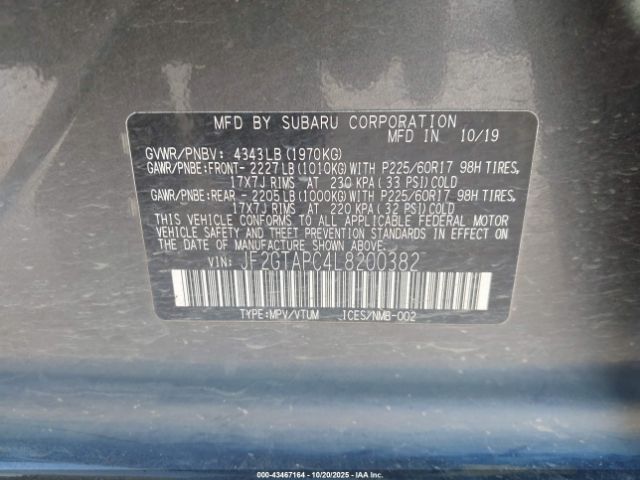 MFD BY SUBARU CORPORATION
MFD IN 10/19
GVWR/PNBV: 4343LB(1970KG)
GAWR/PNBE:FRONT- 2227LB(1010KG)WITH P225/60R17 98H TIRES,
17X7J RIMS AT 230 KPA(33 PSI)COLD
GAWR/PNBE:REAR - 2205LB(1000KG)WITH P225/60R17 98H TIRES,
17X7J RIMS AT 220 KPA(32 PSI)COLD
THIS VEHICLE CONFORMS TO ALL APPLICABLE FEDERAL MOTOR
VEHICLE SAFETY AND THEFT PREVENTION STANDARDS IN EFFECT
ON THE DATE OF MANUFACTURE SHOWN ABOVE.
VIN: JF2GTAPC4L8200382
TYPE:MPV/VTUM ICES/NMB-002
© - 43467164 - 10/20/2025 - IAA Holdings, LLC